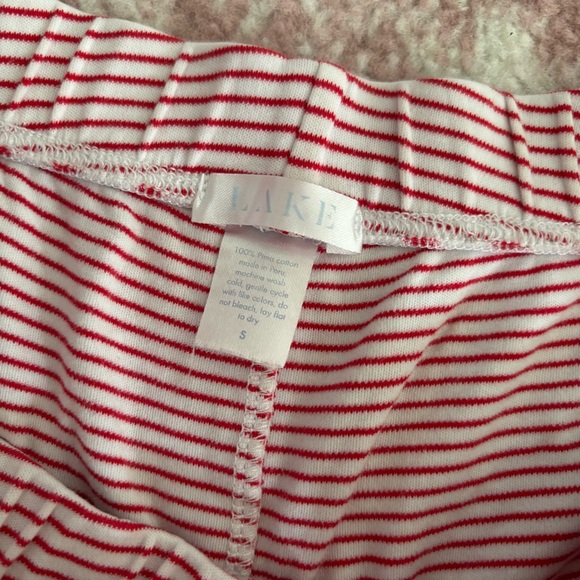 LAKE
100% Pima cotton
made in Peru
machine wash
cold, gentle cycle
with like colors, do
not bleach, lay flat
to dry
S